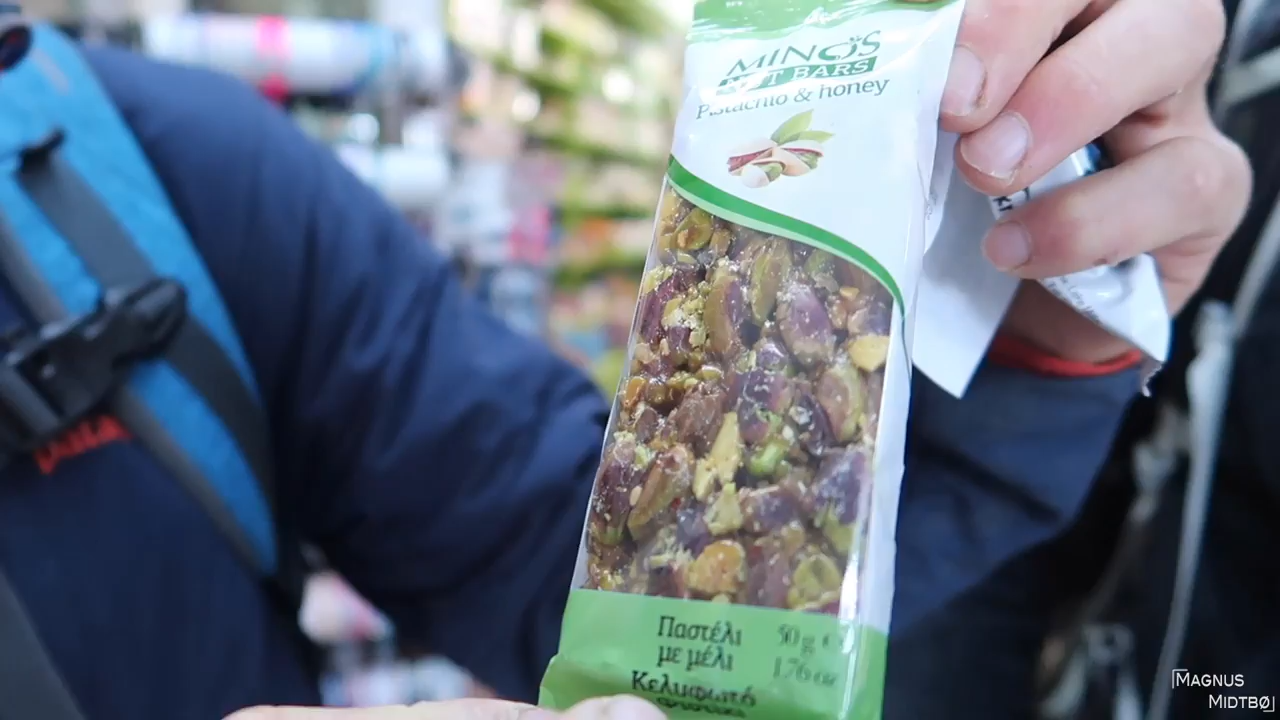 MINOS
NUT BARS
Pistachio & honey
Παστέλι
με μέλι
Κελυφωτό
50 g
1.76 oz
MAGNUS
MIDTBØ